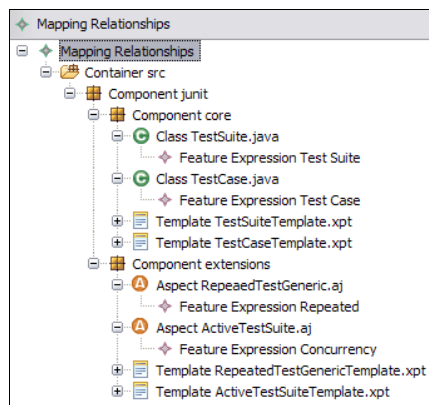 Mapping Relationships
Mapping Relationships
Container src
Component junit
Component core
Class TestSuite.java
Feature Expression Test Suite
Class TestCase.java
Feature Expression Test Case
Template TestSuiteTemplate.xpt
Template TestCaseTemplate.xpt
Component extensions
Aspect RepeaedTestGeneric.aj
Feature Expression Repeated
Aspect ActiveTestSuite.aj
Feature Expression Concurrency
Template RepeatedTestGenericTemplate.xpt
Template ActiveTestSuiteTemplate.xpt